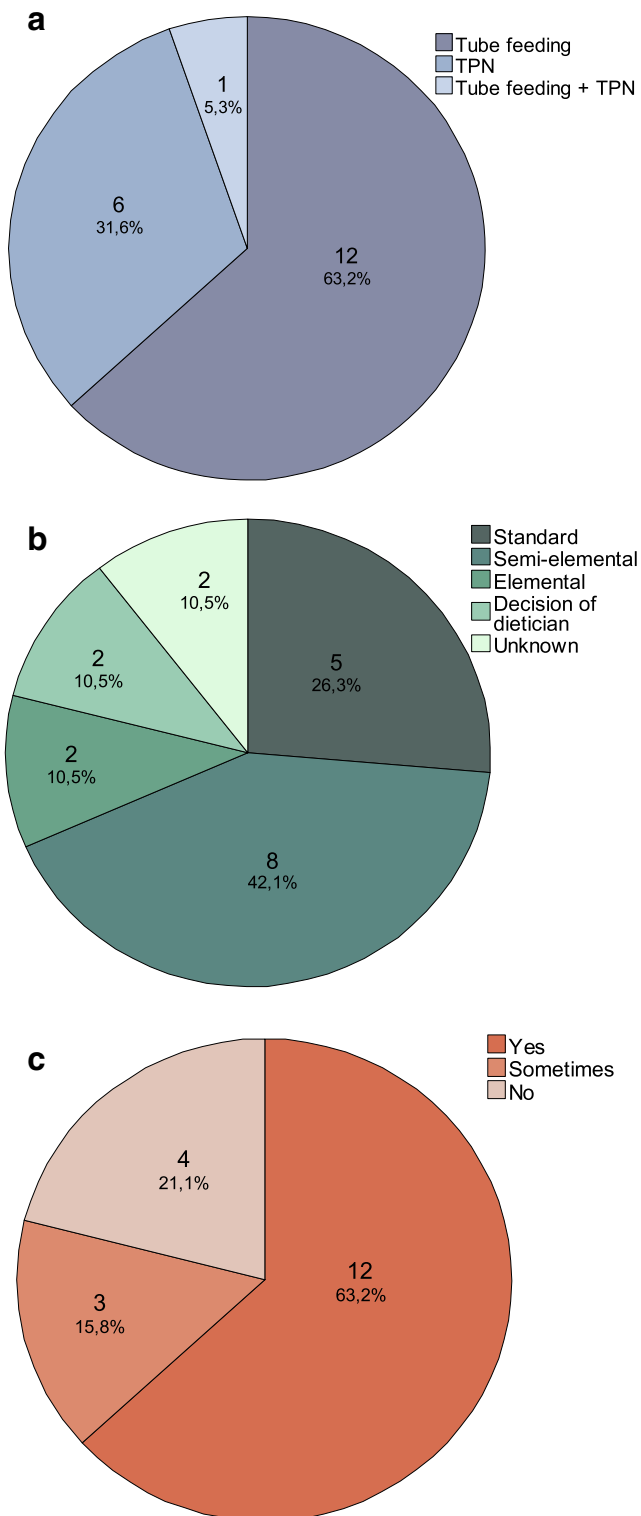 a
Tube feeding
TPN
Tube feeding + TPN
1
5,3%
6
31,6%
12
63,2%
b
Standard
Semi-elemental
Elemental
Decision of
dietician
Unknown
2
10,5%
5
26,3%
2
10,5%
2
10,5%
8
42,1%
c
Yes
Sometimes
No
4
21,1%
12
63,2%
3
15,8%